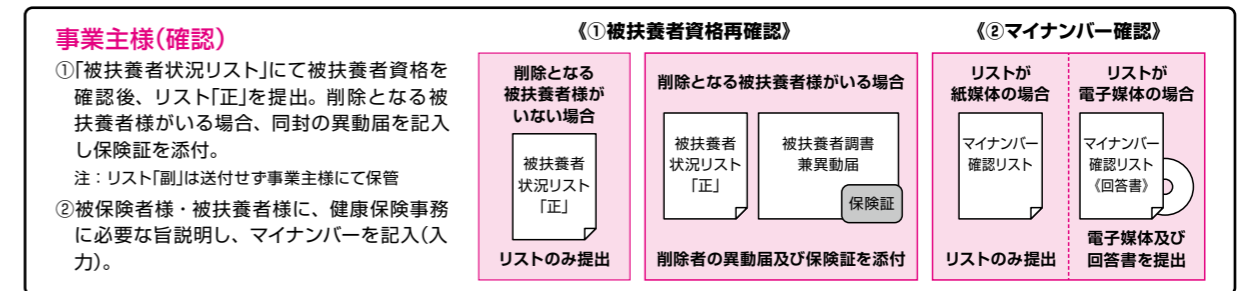 事業主様(確認)
①「被扶養者状況リスト」にて被扶養者資格を
確認後、リスト「正」を提出。削除となる被
扶養者様がいる場合、同封の異動届を記入
し保険証を添付。
注：リスト「副」は送付せず事業主様にて保管
②被保険者様・被扶養者様に、健康保険事務
に必要な旨説明し、マイナンバーを記入(入
力)。
《①被扶養者資格再確認》
削除となる
被扶養者様が
いない場合
被扶養者
状況リスト
「正」
リストのみ提出
削除となる被扶養者様がいる場合
被扶養者
状況リスト
「正」
被扶養者調書
兼異動届
保険証
削除者の異動届及び保険証を添付
《②マイナンバー確認》
リストが
紙媒体の場合
マイナンバー
確認リスト
リストのみ提出
リストが
電子媒体の場合
マイナンバー
確認リスト
《回答書》
電子媒体及び
回答書を提出